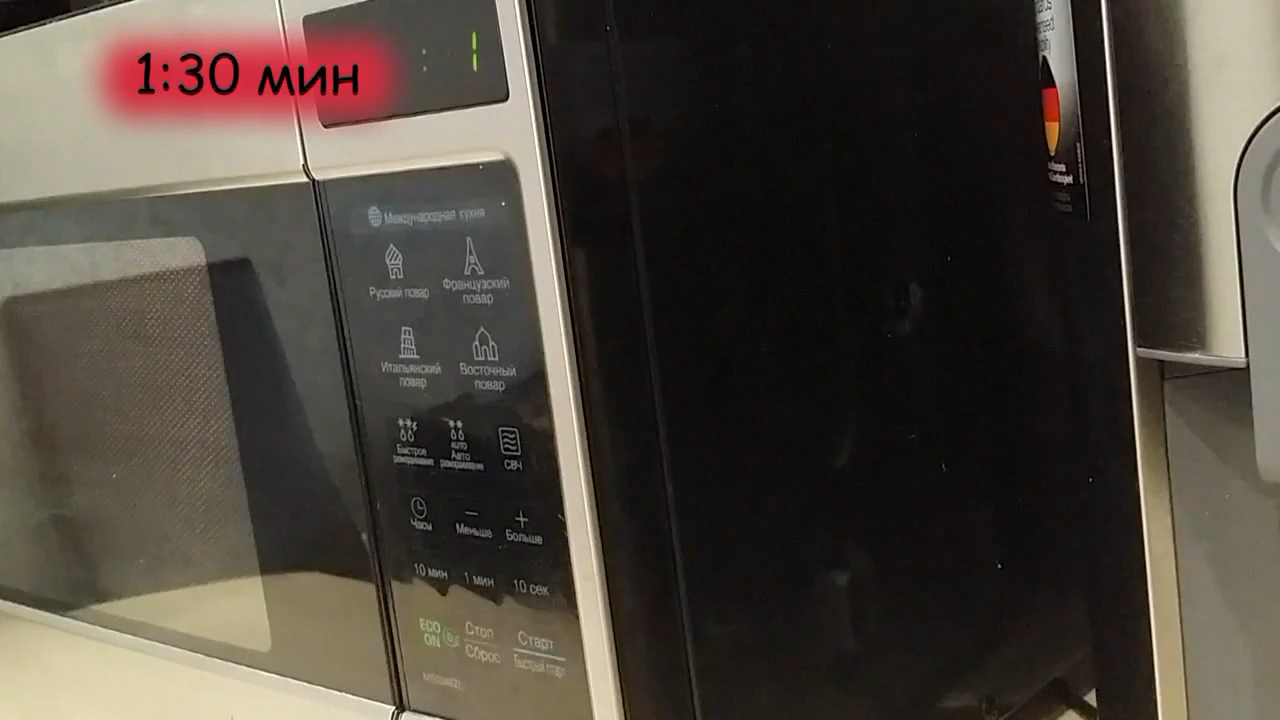 1:30 мин
: 1
Международная кухня
Русский повар
Французский
повар
Итальянский
повар
Восточный
повар
Быстрое
размораживание
AUTO
Авто
размораживание
СВЧ
Часы
Меньше
Больше
10 мин
1 мин
10 сек
ECO
ON
Стоп
Сброс
Старт
Быстрый старт